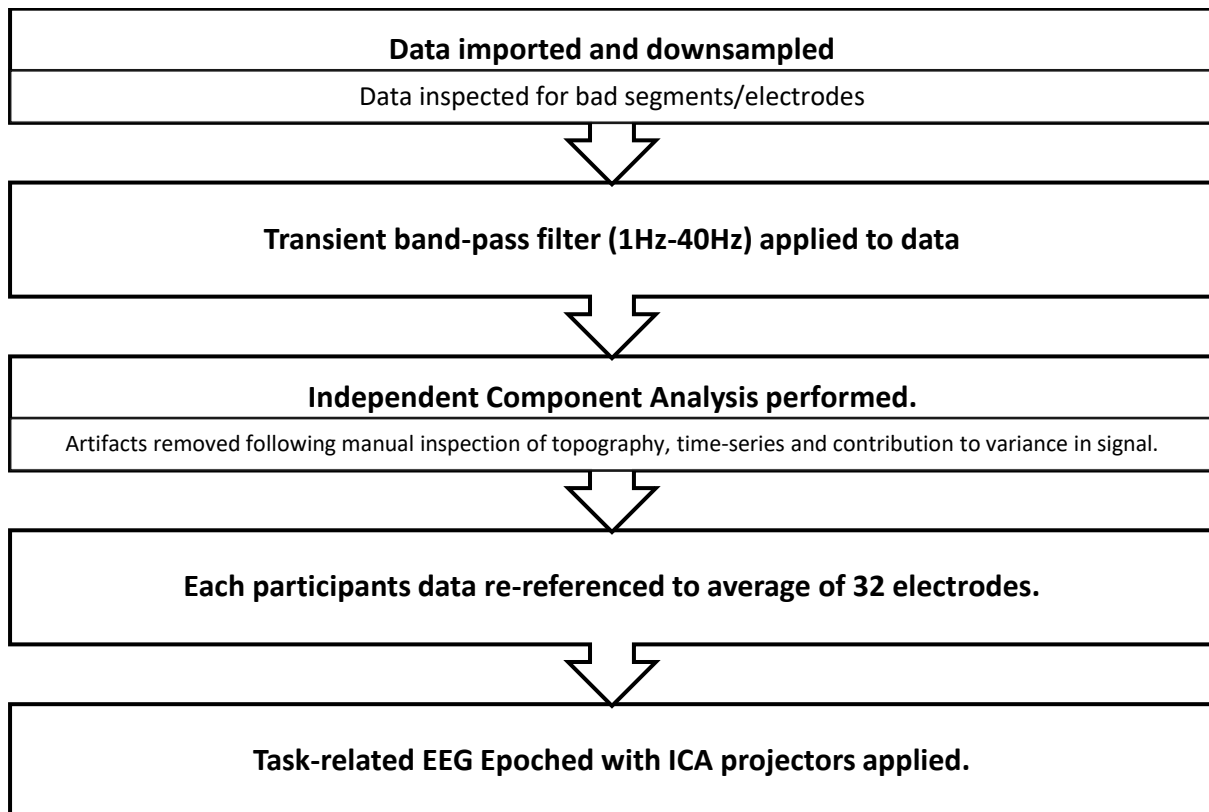 Data imported and downsampled
Data inspected for bad segments/electrodes
Transient band-pass filter (1Hz-40Hz) applied to data
Independent Component Analysis performed.
Artifacts removed following manual inspection of topography, time-series and contribution to variance in signal.
Each participants data re-referenced to average of 32 electrodes.
Task-related EEG Epoched with ICA projectors applied.